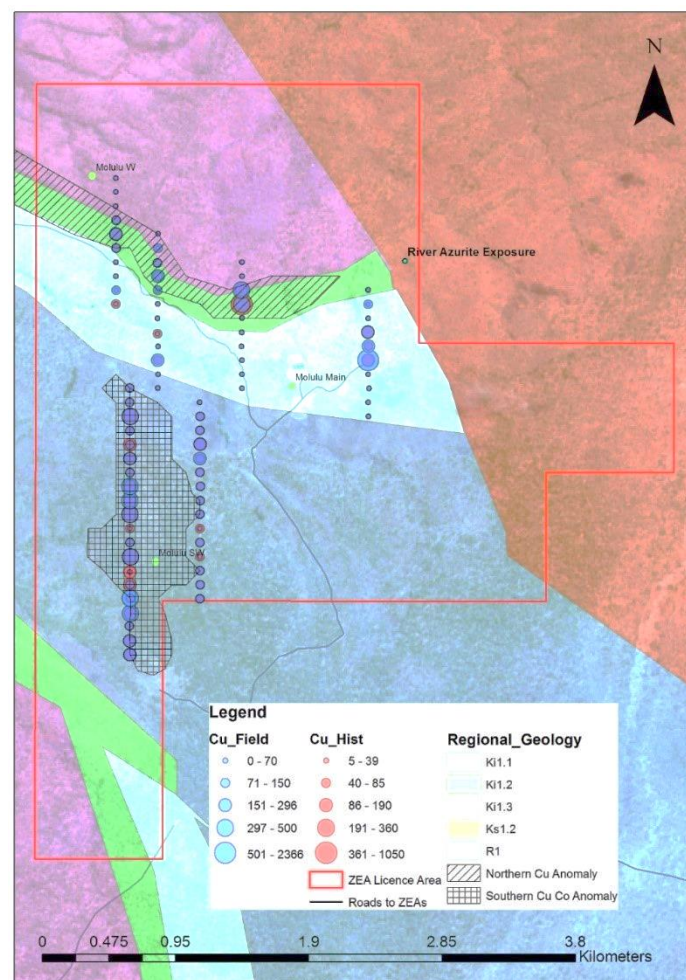 N
Molulu W
River Azurite Exposure
Molulu Main
Molulu SW
Legend
Cu_Field
0 - 70
71 - 150
151 - 296
297 - 500
501 - 2366
Cu_Hist
5 - 39
40 - 85
86 - 190
191 - 360
361 - 1050
ZEA Licence Area
Roads to ZEAs
Regional_Geology
Ki1.1
Ki1.2
Ki1.3
Ks1.2
R1
Northern Cu Anomaly
Southern Cu Co Anomaly
0 0.475 0.95 1.9 2.85 3.8
Kilometers